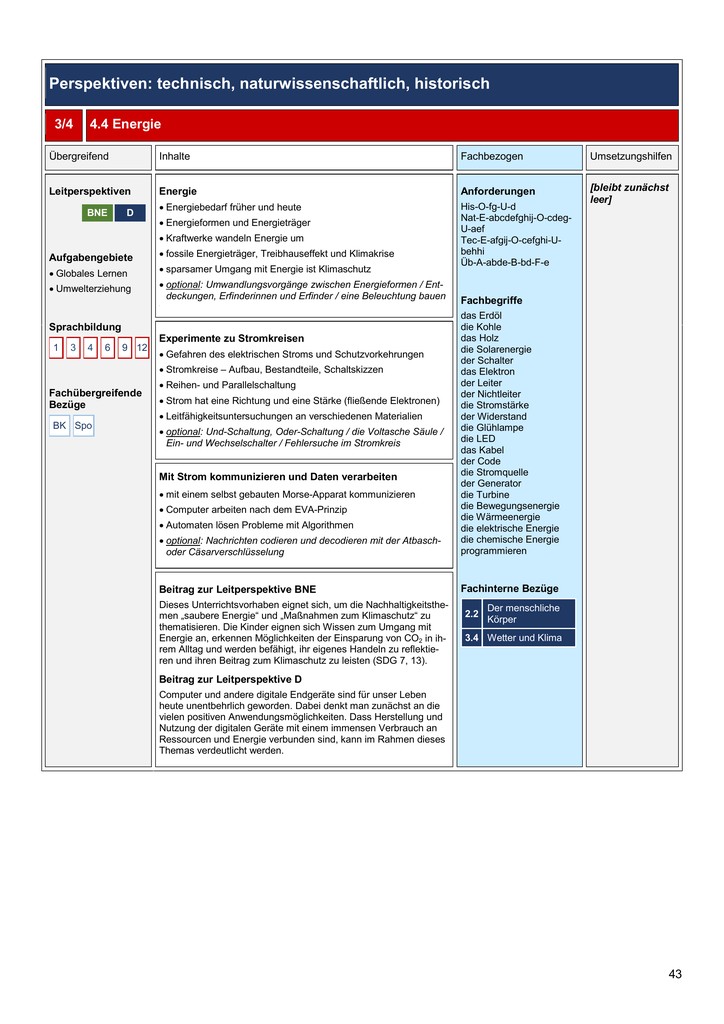 Perspektiven: technisch, naturwissenschaftlich, historisch
3/4 4.4 Energie
Übergreifend
Inhalte
Fachbezogen
Umsetzungshilfen
Leitperspektiven
BNE D
Aufgabengebiete
• Globales Lernen
• Umwelterziehung
Sprachbildung
1 3 4 6 9 12
Fachübergreifende
Bezüge
BK Spo
Energie
• Energiebedarf früher und heute
• Energieformen und Energieträger
• Kraftwerke wandeln Energie um
• fossile Energieträger, Treibhauseffekt und Klimakrise
• sparsamer Umgang mit Energie ist Klimaschutz
• optional: Umwandlungsvorgänge zwischen Energieformen / Ent-
deckungen, Erfinderinnen und Erfinder / eine Beleuchtung bauen
Experimente zu Stromkreisen
• Gefahren des elektrischen Stroms und Schutzvorkehrungen
• Stromkreise – Aufbau, Bestandteile, Schaltskizzen
• Reihen- und Parallelschaltung
• Strom hat eine Richtung und eine Stärke (fließende Elektronen)
• Leitfähigkeitsuntersuchungen an verschiedenen Materialien
• optional: Und-Schaltung, Oder-Schaltung / die Voltasche Säule /
Ein- und Wechselschalter / Fehlersuche im Stromkreis
Mit Strom kommunizieren und Daten verarbeiten
• mit einem selbst gebauten Morse-Apparat kommunizieren
• Computer arbeiten nach dem EVA-Prinzip
• Automaten lösen Probleme mit Algorithmen
• optional: Nachrichten codieren und decodieren mit der Atbasch-
oder Cäsarverschlüsselung
Beitrag zur Leitperspektive BNE
Dieses Unterrichtsvorhaben eignet sich, um die Nachhaltigkeitsthe-
men „saubere Energie“ und „Maßnahmen zum Klimaschutz“ zu
thematisieren. Die Kinder eignen sich Wissen zum Umgang mit
Energie an, erkennen Möglichkeiten der Einsparung von CO₂ in ih-
rem Alltag und werden befähigt, ihr eigenes Handeln zu reflektie-
ren und ihren Beitrag zum Klimaschutz zu leisten (SDG 7, 13).
Beitrag zur Leitperspektive D
Computer und andere digitale Endgeräte sind für unser Leben
heute unentbehrlich geworden. Dabei denkt man zunächst an die
vielen positiven Anwendungsmöglichkeiten. Dass Herstellung und
Nutzung der digitalen Geräte mit einem immensen Verbrauch an
Ressourcen und Energie verbunden sind, kann im Rahmen dieses
Themas verdeutlicht werden.
Anforderungen
His-O-fg-U-d
Nat-E-abcdefghij-O-cdeg-
U-aef
Tec-E-afgij-O-cefghi-U-
behhi
Üb-A-abde-B-bd-F-e
Fachbegriffe
das Erdöl
die Kohle
das Holz
die Solarenergie
der Schalter
das Elektron
der Leiter
der Nichtleiter
die Stromstärke
der Widerstand
die Glühlampe
die LED
das Kabel
der Code
die Stromquelle
der Generator
die Turbine
die Bewegungsenergie
die Wärmeenergie
die elektrische Energie
die chemische Energie
programmieren
Fachinterne Bezüge
2.2 Der menschliche
Körper
3.4 Wetter und Klima
[bleibt zunächst
leer]
43